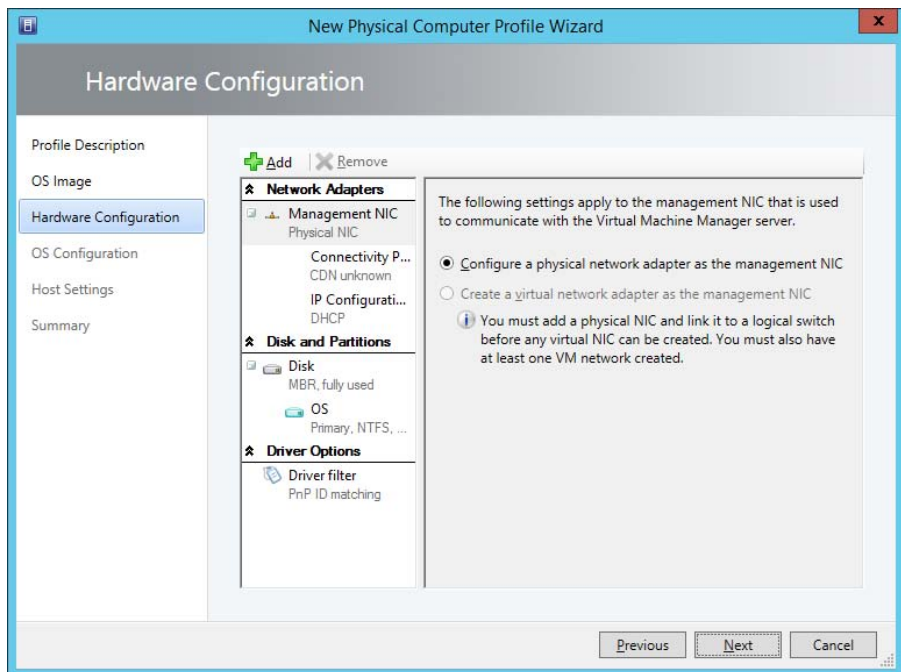 New Physical Computer Profile Wizard
x
Hardware Configuration
Profile Description
OS Image
Hardware Configuration
OS Configuration
Host Settings
Summary
Add
Remove
Network Adapters
Management NIC
Physical NIC
Connectivity P...
CDN unknown
IP Configurati...
DHCP
Disk and Partitions
Disk
MBR, fully used
OS
Primary, NTFS, ...
Driver Options
Driver filter
PnP ID matching
The following settings apply to the management NIC that is used
to communicate with the Virtual Machine Manager server.
Configure a physical network adapter as the management NIC
Create a virtual network adapter as the management NIC
You must add a physical NIC and link it to a logical switch
before any virtual NIC can be created. You must also have
at least one VM network created.
Previous
Next
Cancel